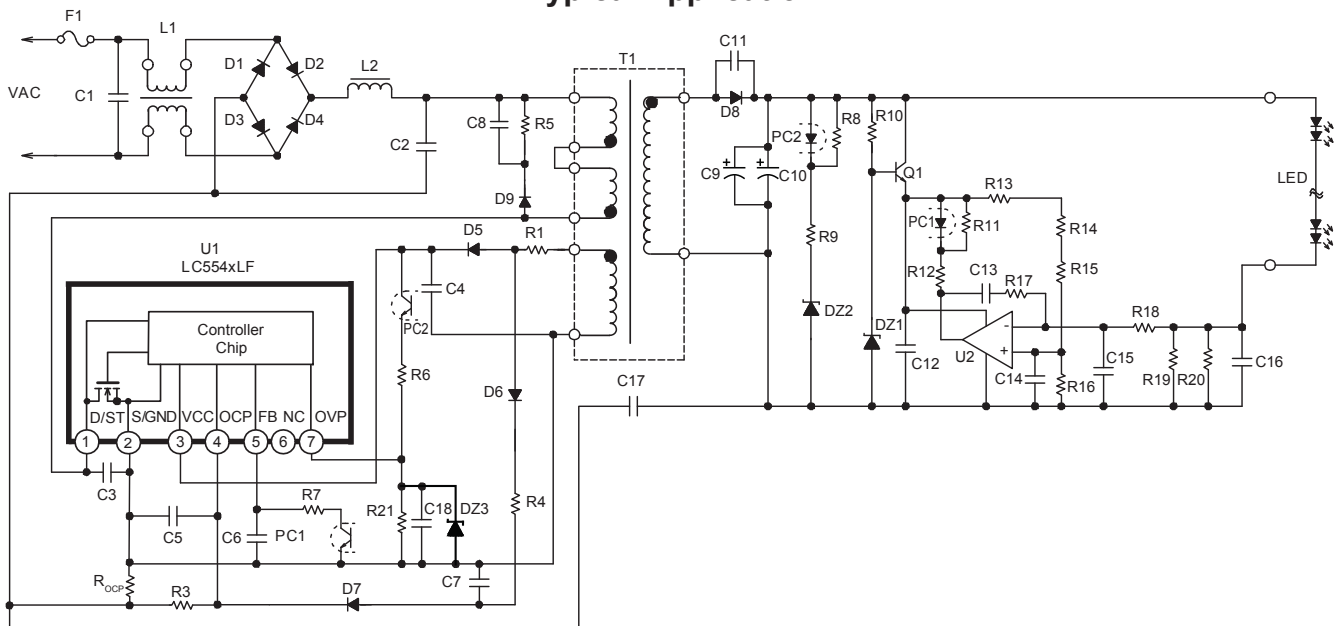 F1
L1
T1
C11
D1
D2
L2
VAC
C1
D8
D3
D4
C8
R5
PC2
R8
R10
C2
C9
C10
Q1
D9
R13
PC1
R11
R14
U1
LC554xLF
D5
R1
R9
R12
C13
R17
R15
LED
C4
PC2
DZ2
DZ1
R18
Controller
Chip
U2
C12
C14
C15
R16
R19
R20
C16
R6
D6
C17
D/ST
S/GND
VCC
OCP
FB
NC
OVP
1
2
3
4
5
6
7
C3
R7
R21
C18
DZ3
R4
C5
C6
PC1
ROCP
R3
D7
C7
+
+
-
+